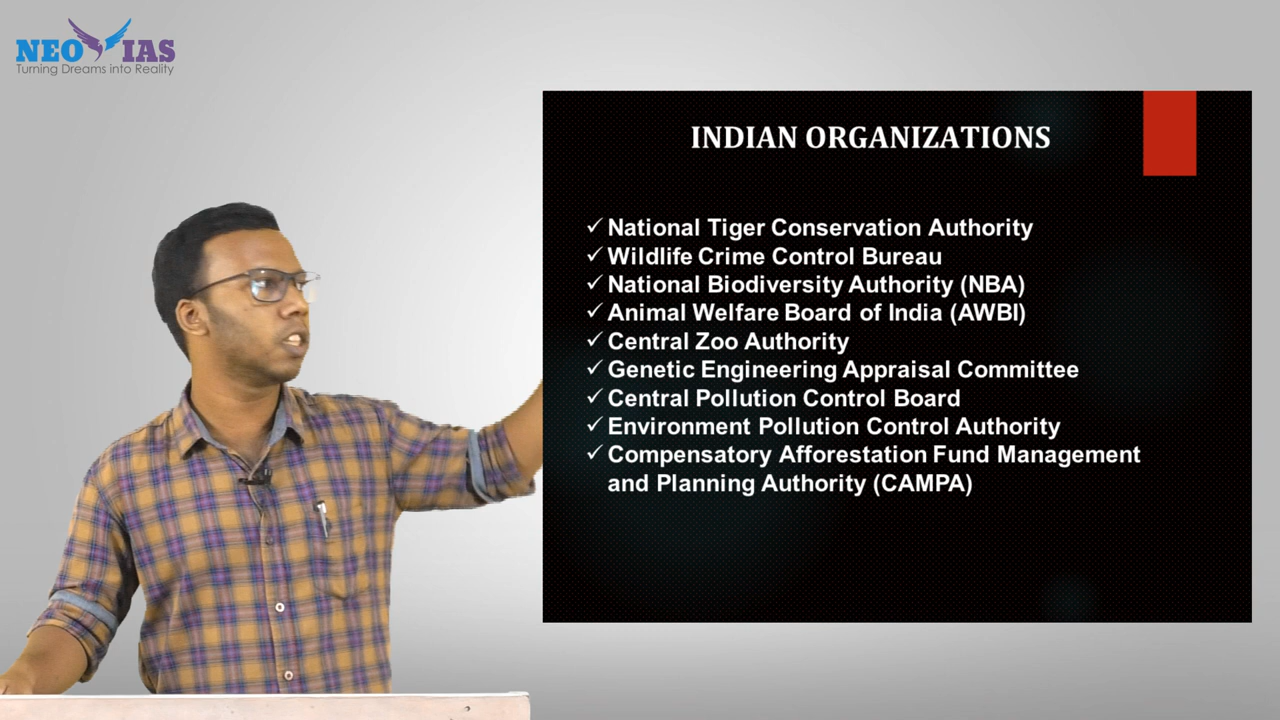 NEO IAS
Turning Dreams into Reality
INDIAN ORGANIZATIONS
✓ National Tiger Conservation Authority
✓ Wildlife Crime Control Bureau
✓ National Biodiversity Authority (NBA)
✓ Animal Welfare Board of India (AWBI)
✓ Central Zoo Authority
✓ Genetic Engineering Appraisal Committee
✓ Central Pollution Control Board
✓ Environment Pollution Control Authority
✓ Compensatory Afforestation Fund Management
and Planning Authority (CAMPA)